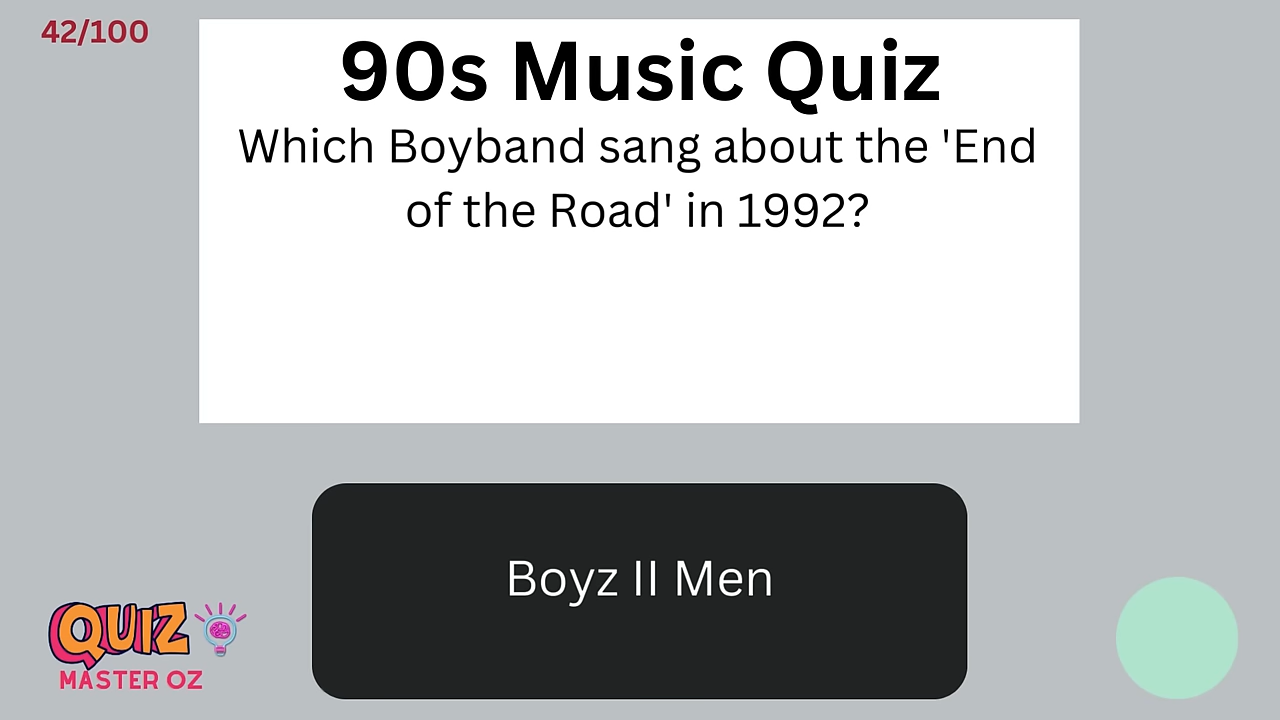 42/100
90s Music Quiz
Which Boyband sang about the 'End
of the Road' in 1992?
Boyz II Men
QUIZ
MASTER OZ